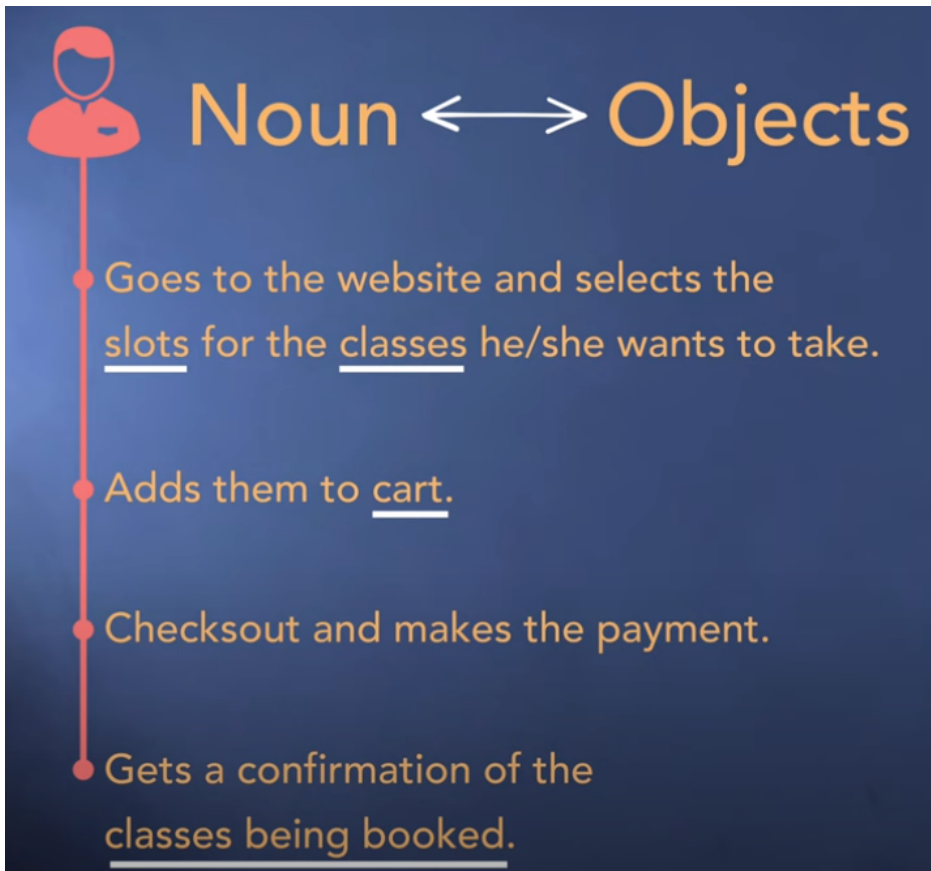 Noun Objects
Goes to the website and selects the
slots for the classes he/she wants to take.
Adds them to cart.
Checksout and makes the payment.
Gets a confirmation of the
classes being booked.